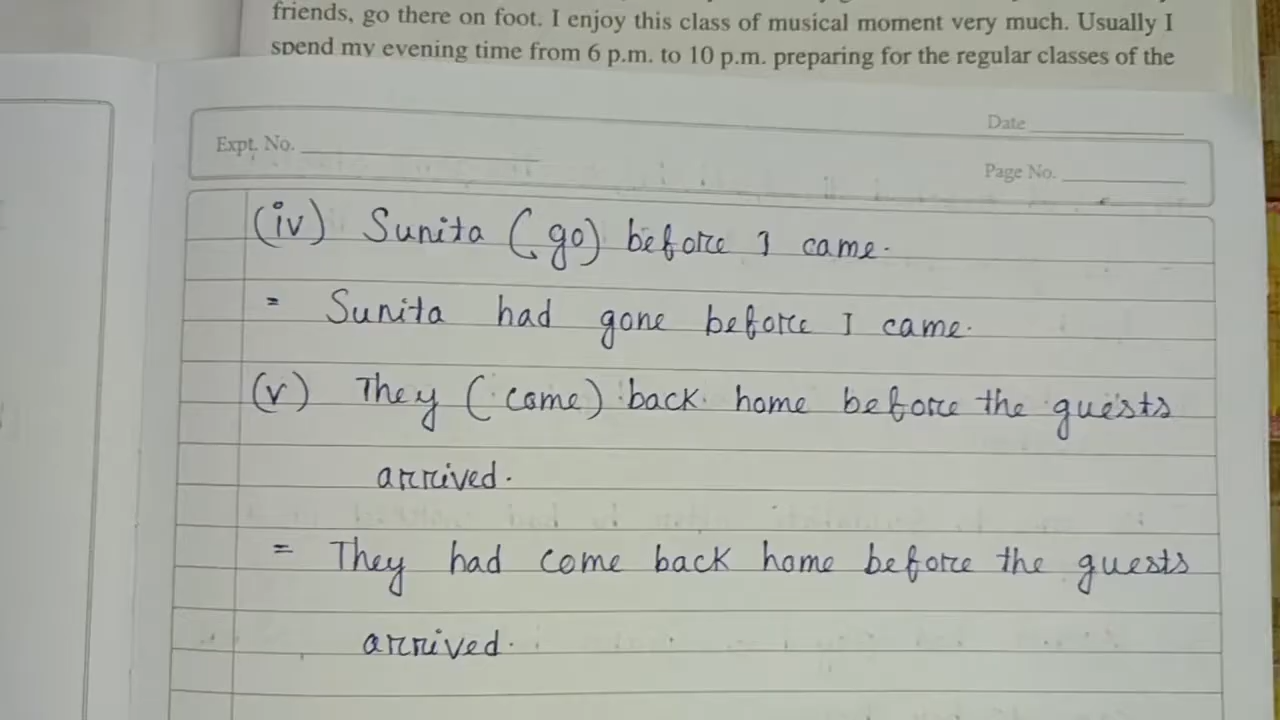 friends, go there on foot. I enjoy this class of musical moment very much. Usually I
spend my evening time from 6 p.m. to 10 p.m. preparing for the regular classes of the
Date
Expt. No.
Page No.
(iv) Sunita (go) before I came.
= Sunita had gone before I came.
(v) They (come) back home before the guests
arrived.
= They had come back home before the guests
arrived.